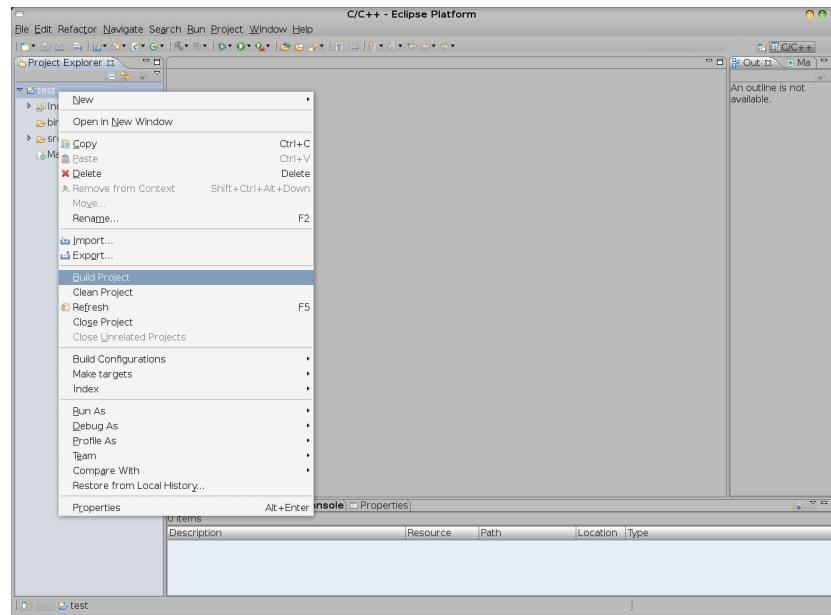 C/C++ - Eclipse Platform
File Edit Refactor Navigate Search Run Project Window Help
C/C++
Project Explorer
Out Ma
An outline is not
available.
test
bin
src
Ma
New
Open in New Window
Copy Ctrl+C
Paste Ctrl+V
Delete Delete
Remove from Context Shift+Ctrl+Alt+Down
Move...
Rename... F2
Import...
Export...
Build Project
Clean Project
Refresh F5
Close Project
Close Unrelated Projects
Build Configurations
Make targets
Index
Run As
Debug As
Profile As
Team
Compare With
Restore from Local History...
Properties Alt+Enter
nsole Properties
0 items
Description Resource Path Location Type
test